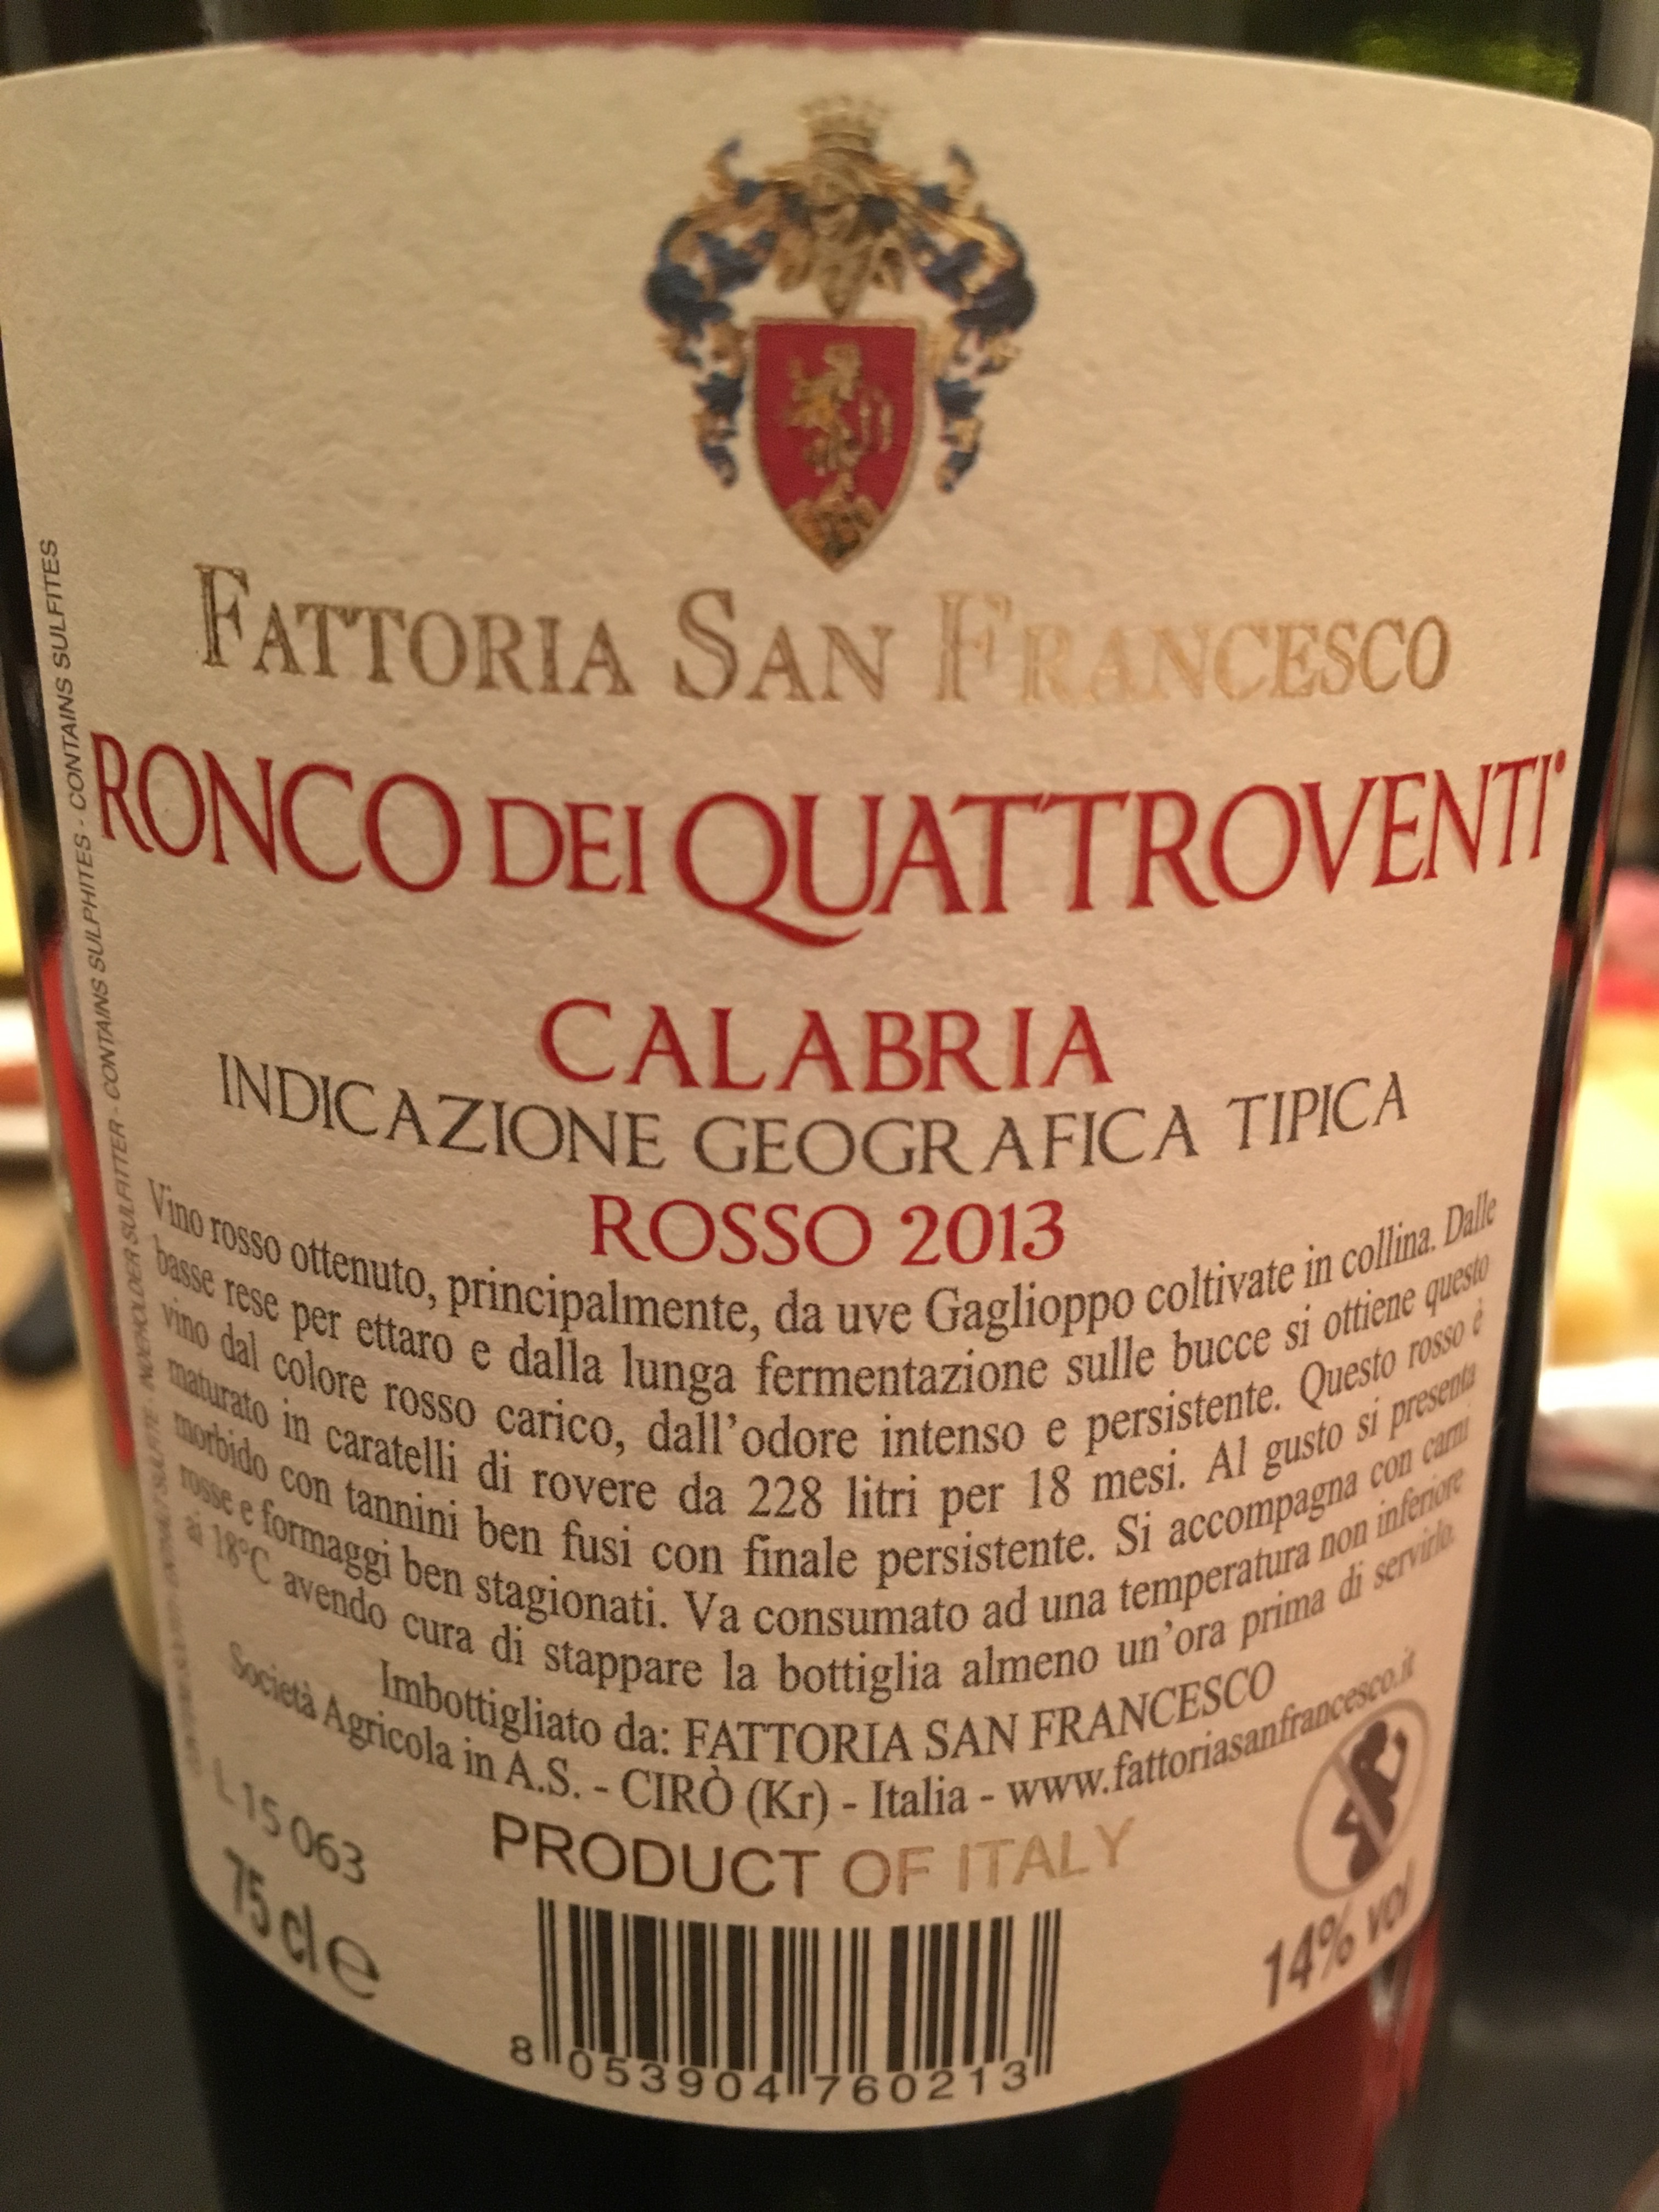 FATTORIA SAN FRANCESCO
RONCO DEI QUATTROVENTI
CALABRIA
INDICAZIONE GEOGRAFICA TIPICA
ROSSO 2013
Vino rosso ottenuto, principalmente, da uve Gaglioppo coltivate in collina. Dalle
basse rese per ettaro e dalla lunga fermentazione sulle bucce si ottiene questo
vino dal colore rosso carico, dall'odore intenso e persistente. Questo rosso è
maturato in caratelli di rovere da 228 litri per 18 mesi. Al gusto si presenta
morbido con tannini ben fusi con finale persistente. Si accompagna con carni
rosse e formaggi ben stagionati. Va consumato ad una temperatura non inferiore
ai 18°C avendo cura di stappare la bottiglia almeno un'ora prima di servirlo.
Imbottigliato da: FATTORIA SAN FRANCESCO
Società Agricola in A.S. - CIRÒ (Kr) - Italia - www.fattoriasanfrancesco.it
PRODUCT OF ITALY
L 15 063
75 cl e
14% vol
8 053904 760213
INDEHOLDER SULFITTER - CONTAINS SULPHITES - CONTAINS SULFITES